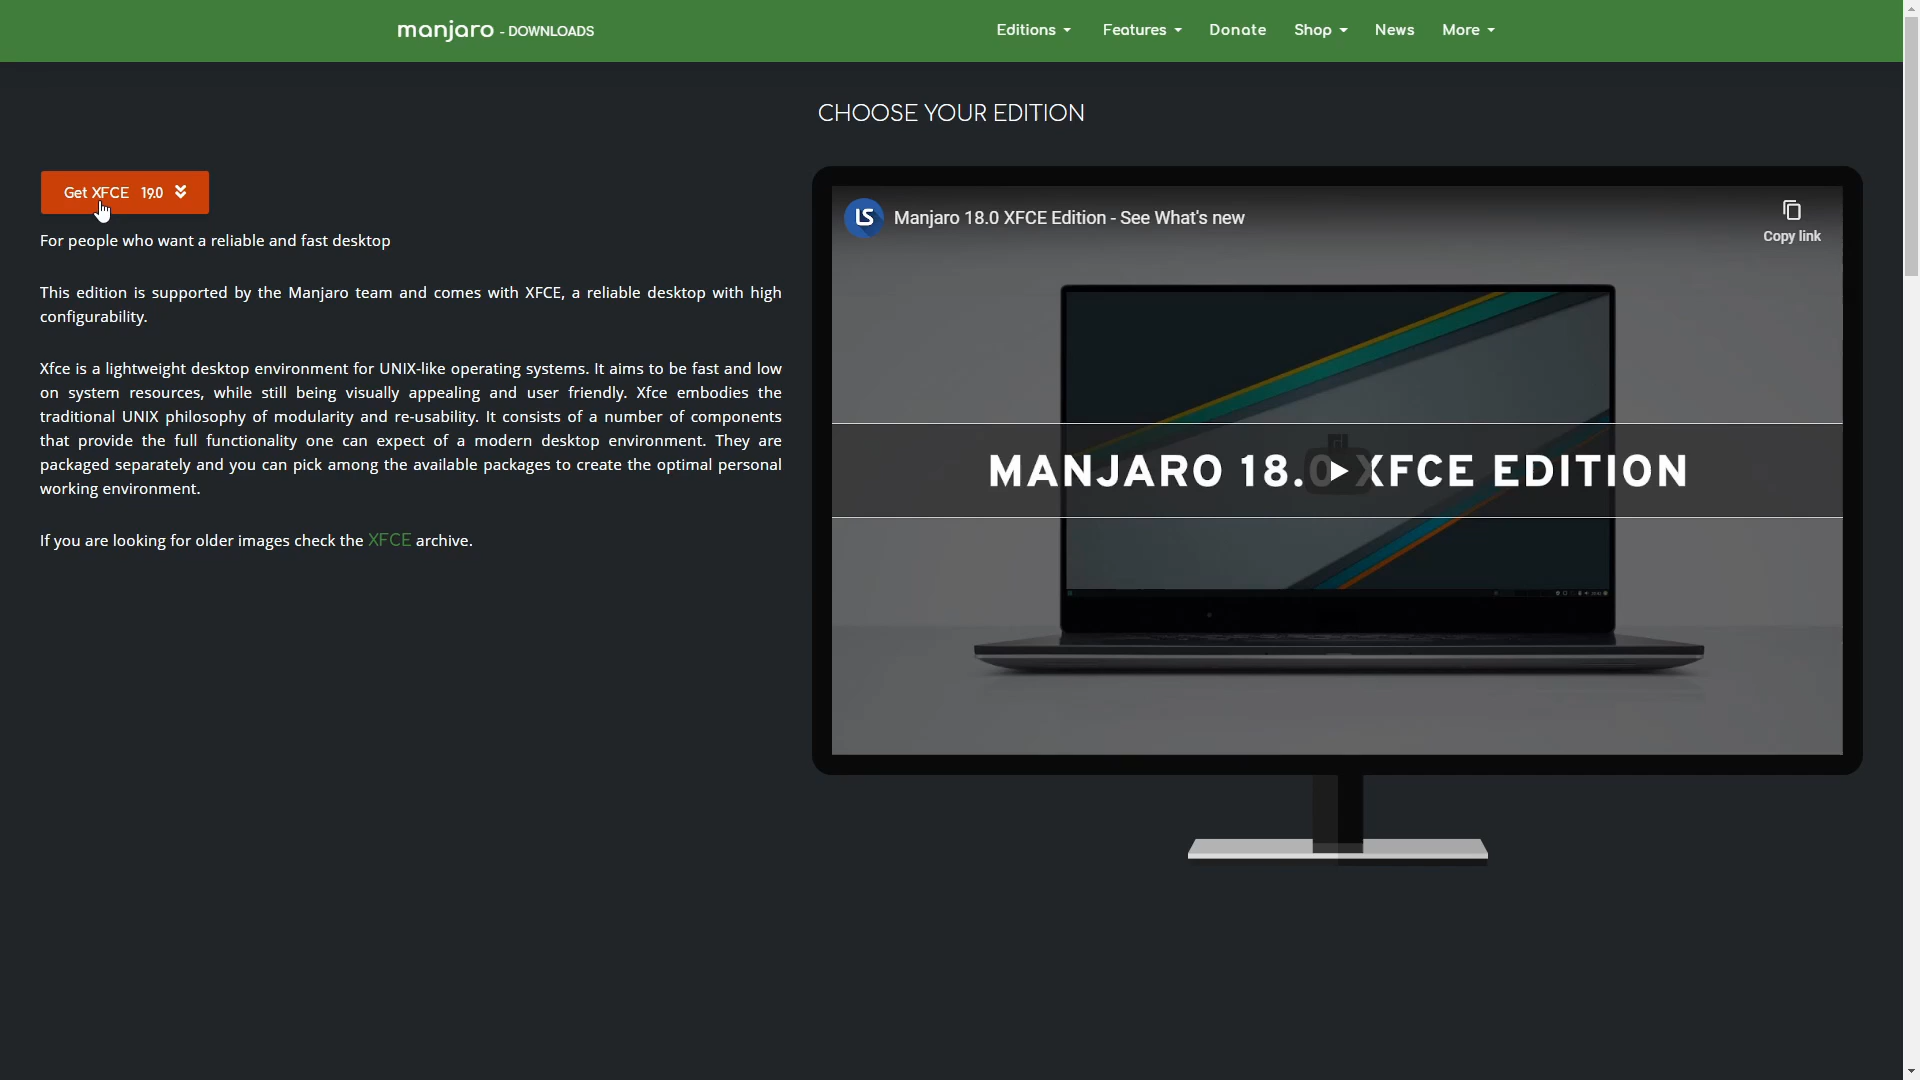 manjaro - DOWNLOADS
Editions
Features
Donate
Shop
News
More
CHOOSE YOUR EDITION
Get XFCE 19.0
For people who want a reliable and fast desktop
This edition is supported by the Manjaro team and comes with XFCE, a reliable desktop with high
configurability.
Xfce is a lightweight desktop environment for UNIX-like operating systems. It aims to be fast and low
on system resources, while still being visually appealing and user friendly. Xfce embodies the
traditional UNIX philosophy of modularity and re-usability. It consists of a number of components
that provide the full functionality one can expect of a modern desktop environment. They are
packaged separately and you can pick among the available packages to create the optimal personal
working environment.
If you are looking for older images check the XFCE archive.
LS
Manjaro 18.0 XFCE Edition - See What's new
Copy link
MANJARO 18.0 XFCE EDITION